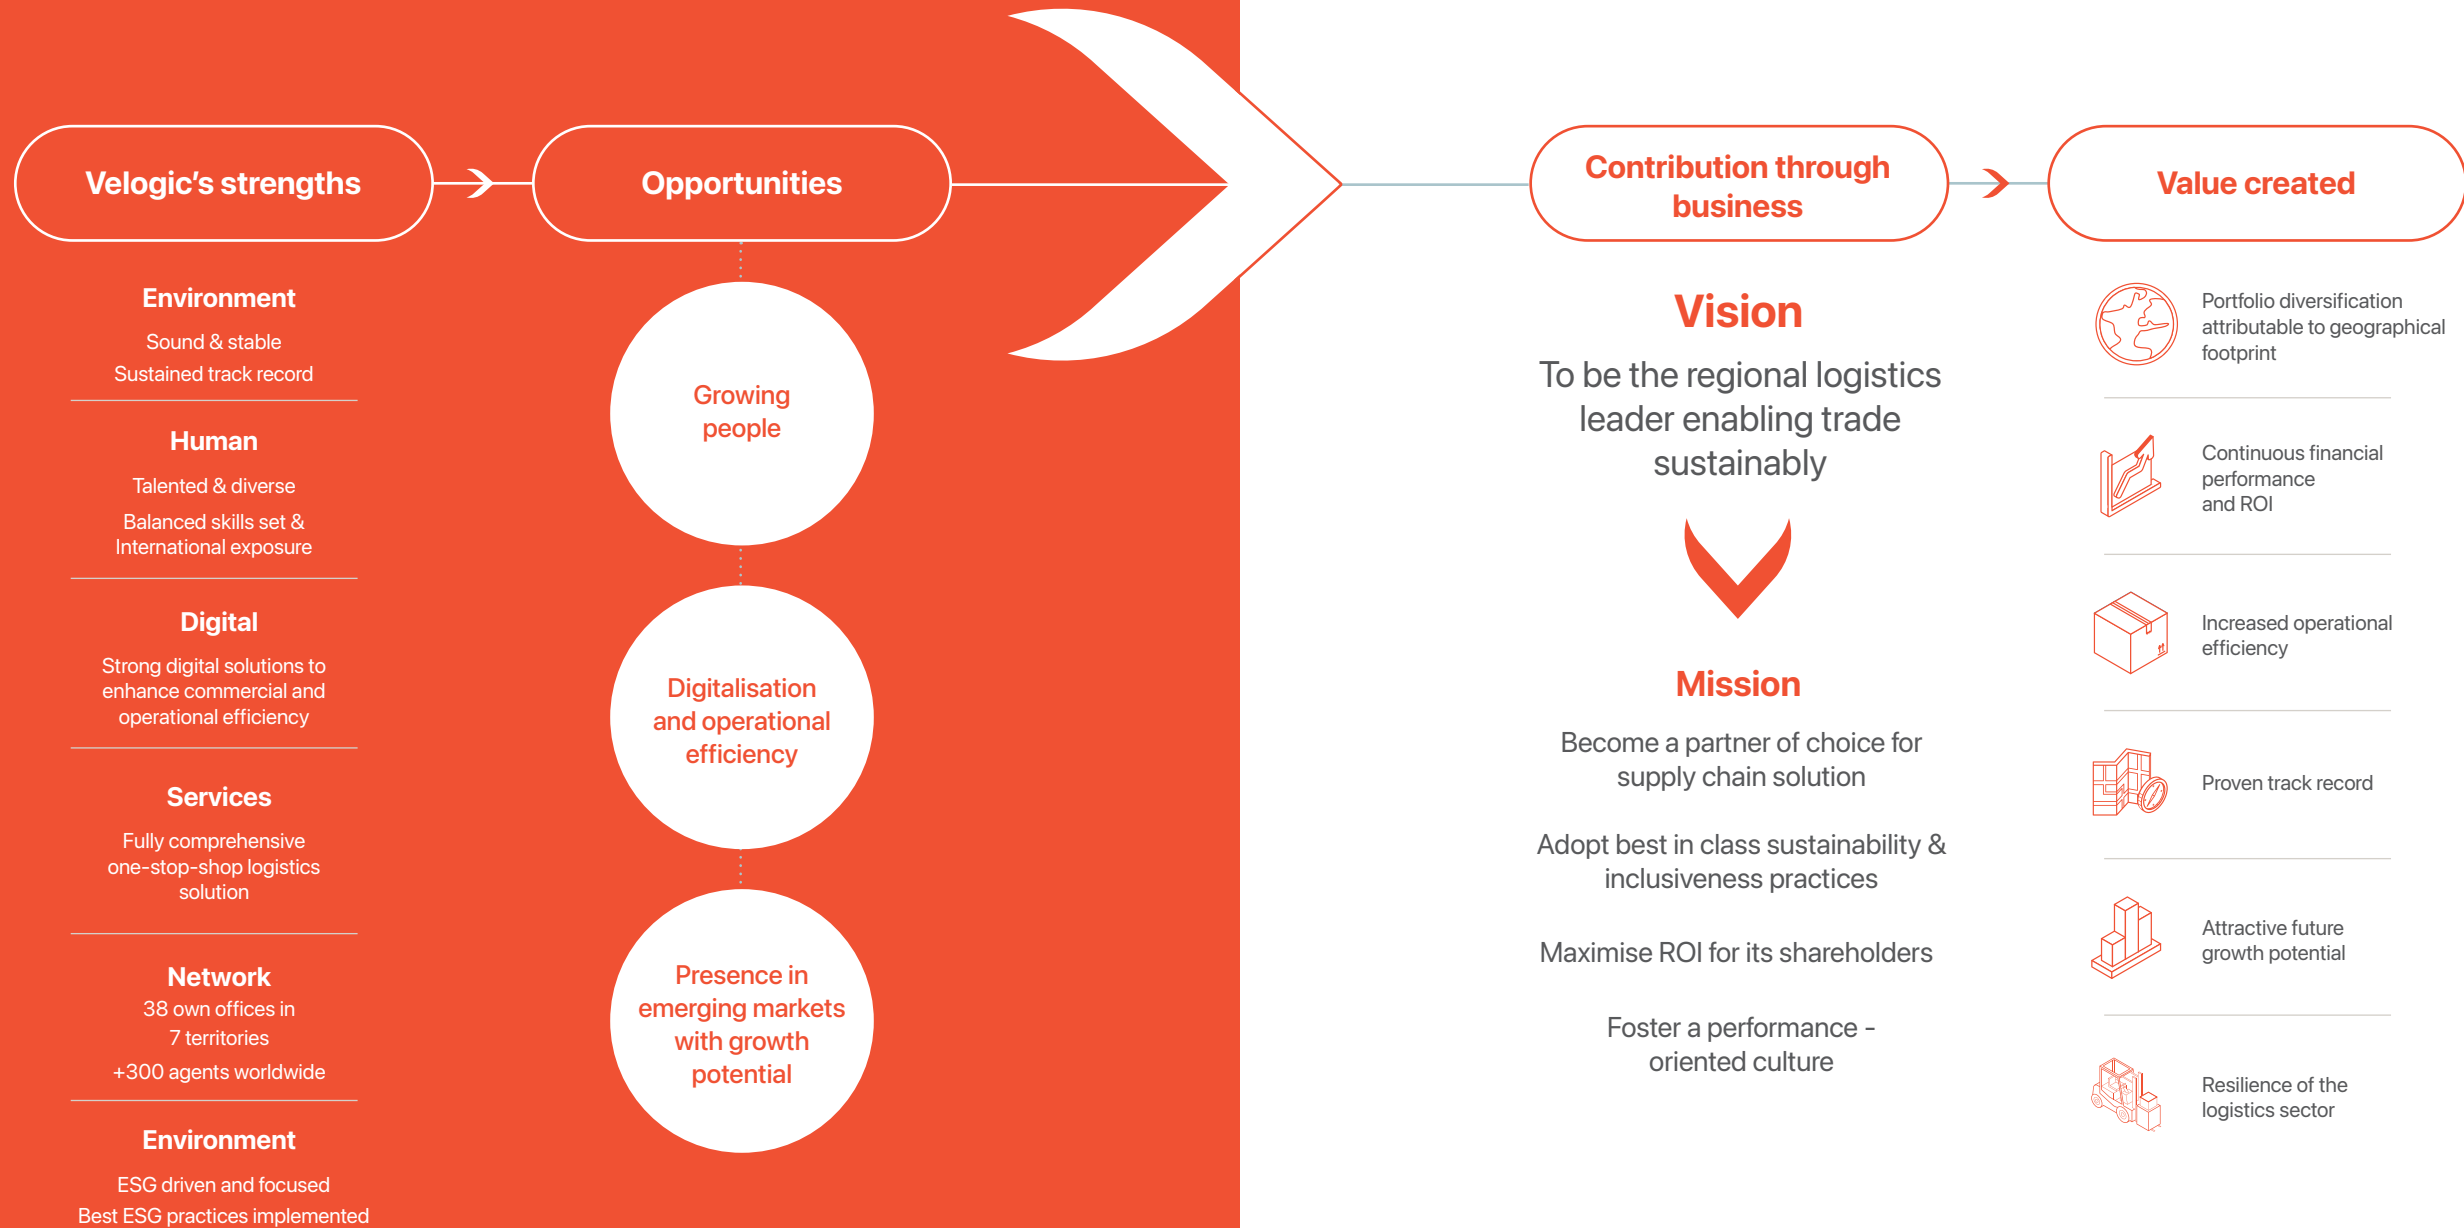 Velogic’s strengths
Environment
Sound & stable
Sustained track record
Human
Talented & diverse
Balanced skills set &
International exposure
Digital
Strong digital solutions to
enhance commercial and
operational efficiency
Services
Fully comprehensive
one-stop-shop logistics
solution
Network
38 own offices in
7 territories
+300 agents worldwide
Environment
ESG driven and focused
Best ESG practices implemented
Opportunities
Growing
people
Digitalisation
and operational
efficiency
Presence in
emerging markets
with growth
potential
Contribution through
business
Vision
To be the regional logistics
leader enabling trade
sustainably
Mission
Become a partner of choice for
supply chain solution
Adopt best in class sustainability &
inclusiveness practices
Maximise ROI for its shareholders
Foster a performance -
oriented culture
Value created
Portfolio diversification
attributable to geographical
footprint
Continuous financial
performance
and ROI
Increased operational
efficiency
Proven track record
Attractive future
growth potential
Resilience of the
logistics sector